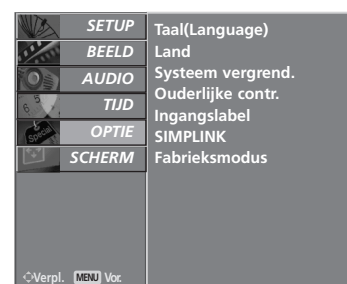 SETUP
BEELD
AUDIO
TIJD
OPTIE
SCHERM
Taal(Language)
Land
Systeem vergrend.
Ouderlijke contr.
Ingangslabel
SIMPLINK
Fabrieksmodus
Special
Verpl. MENU Vor.